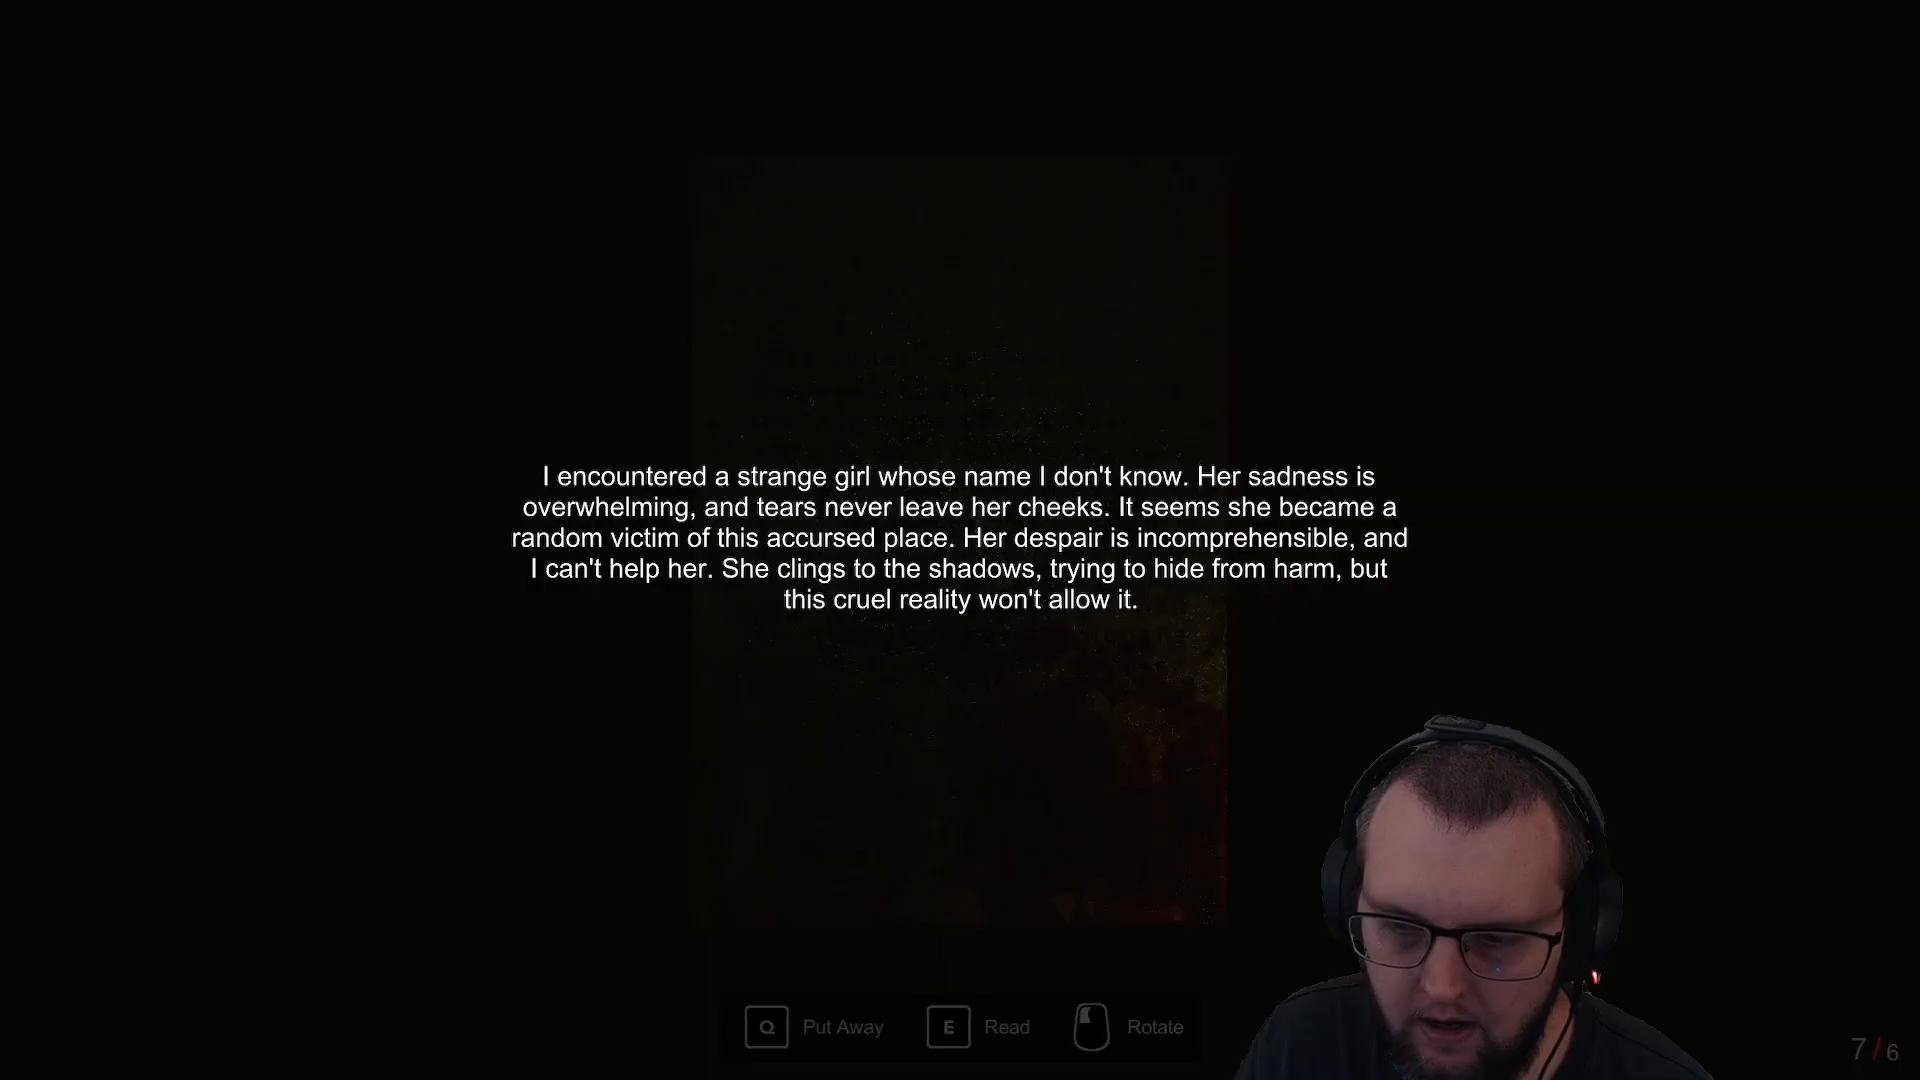 I encountered a strange girl whose name I don't know. Her sadness is
overwhelming, and tears never leave her cheeks. It seems she became a
random victim of this accursed place. Her despair is incomprehensible, and
I can't help her. She clings to the shadows, trying to hide from harm, but
this cruel reality won't allow it.
Q Put Away E Read Rotate
7/6